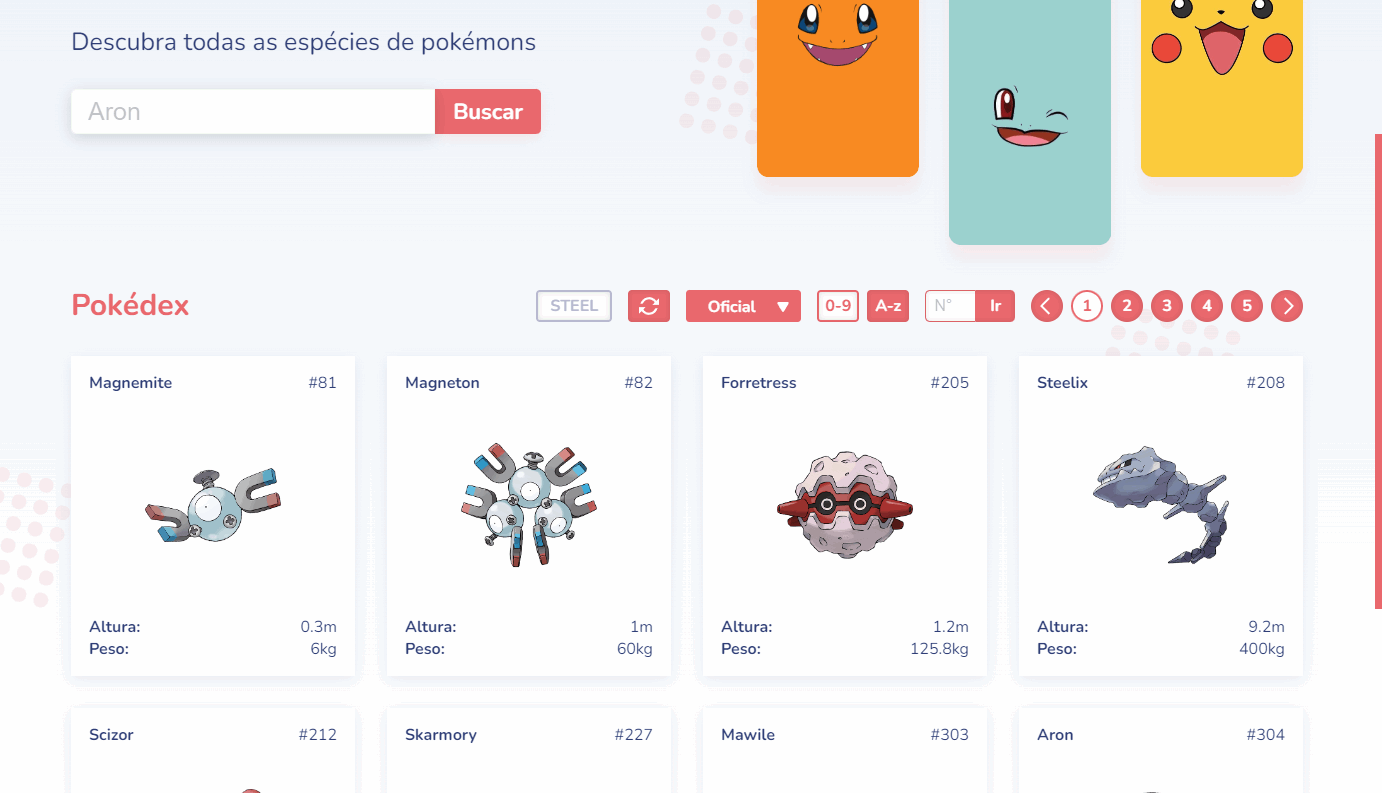 Descubra todas as espécies de pokémons
Aron
Buscar
Pokédex
STEEL
Oficial ▼
0-9
A-z
N°
Ir
1
2
3
4
5
Magnemite #81
Altura: 0.3m
Peso: 6kg
Magneton #82
Altura: 1m
Peso: 60kg
Forretress #205
Altura: 1.2m
Peso: 125.8kg
Steelix #208
Altura: 9.2m
Peso: 400kg
Scizor #212
Skarmory #227
Mawile #303
Aron #304